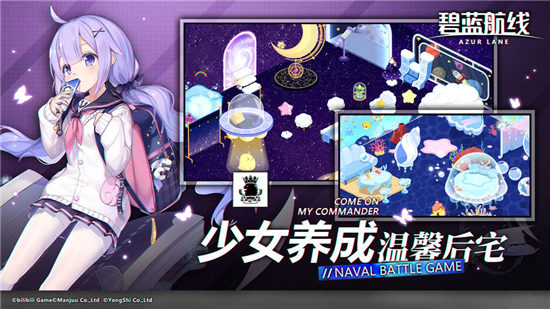 碧蓝航线
AZUR LANE
COME ON
MY COMMANDER
少女养成温馨后宅
// NAVAL BATTLE GAME
©bilibili Game©Manjuu Co.,Ltd ©YongShi Co.,Ltd